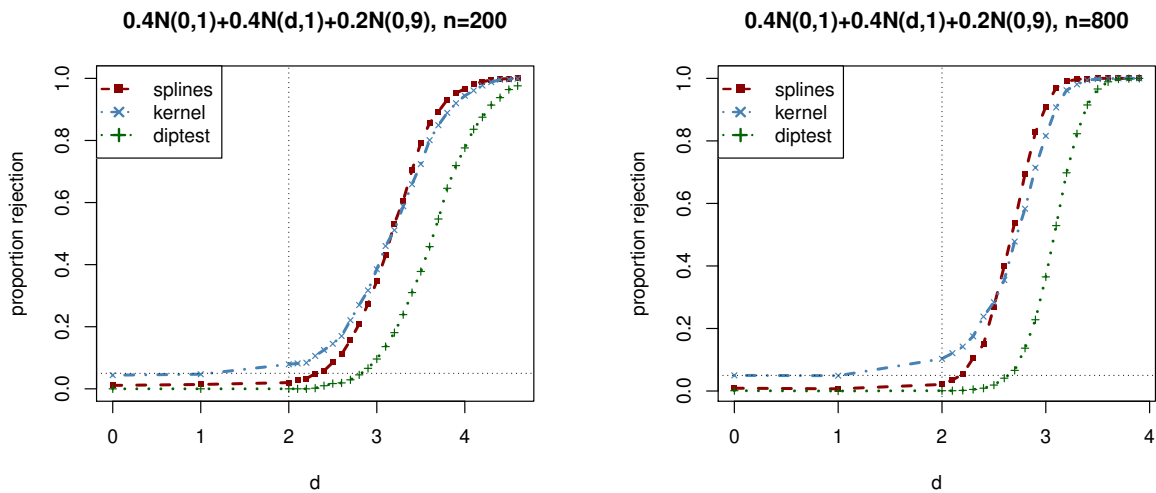 0.4N(0,1)+0.4N(d,1)+0.2N(0,9), n=200
splines
kernel
diptest
proportion rejection
0.0
0.2
0.4
0.6
0.8
1.0
0
1
2
3
4
d
0.4N(0,1)+0.4N(d,1)+0.2N(0,9), n=800
splines
kernel
diptest
proportion rejection
0.0
0.2
0.4
0.6
0.8
1.0
0
1
2
3
4
d